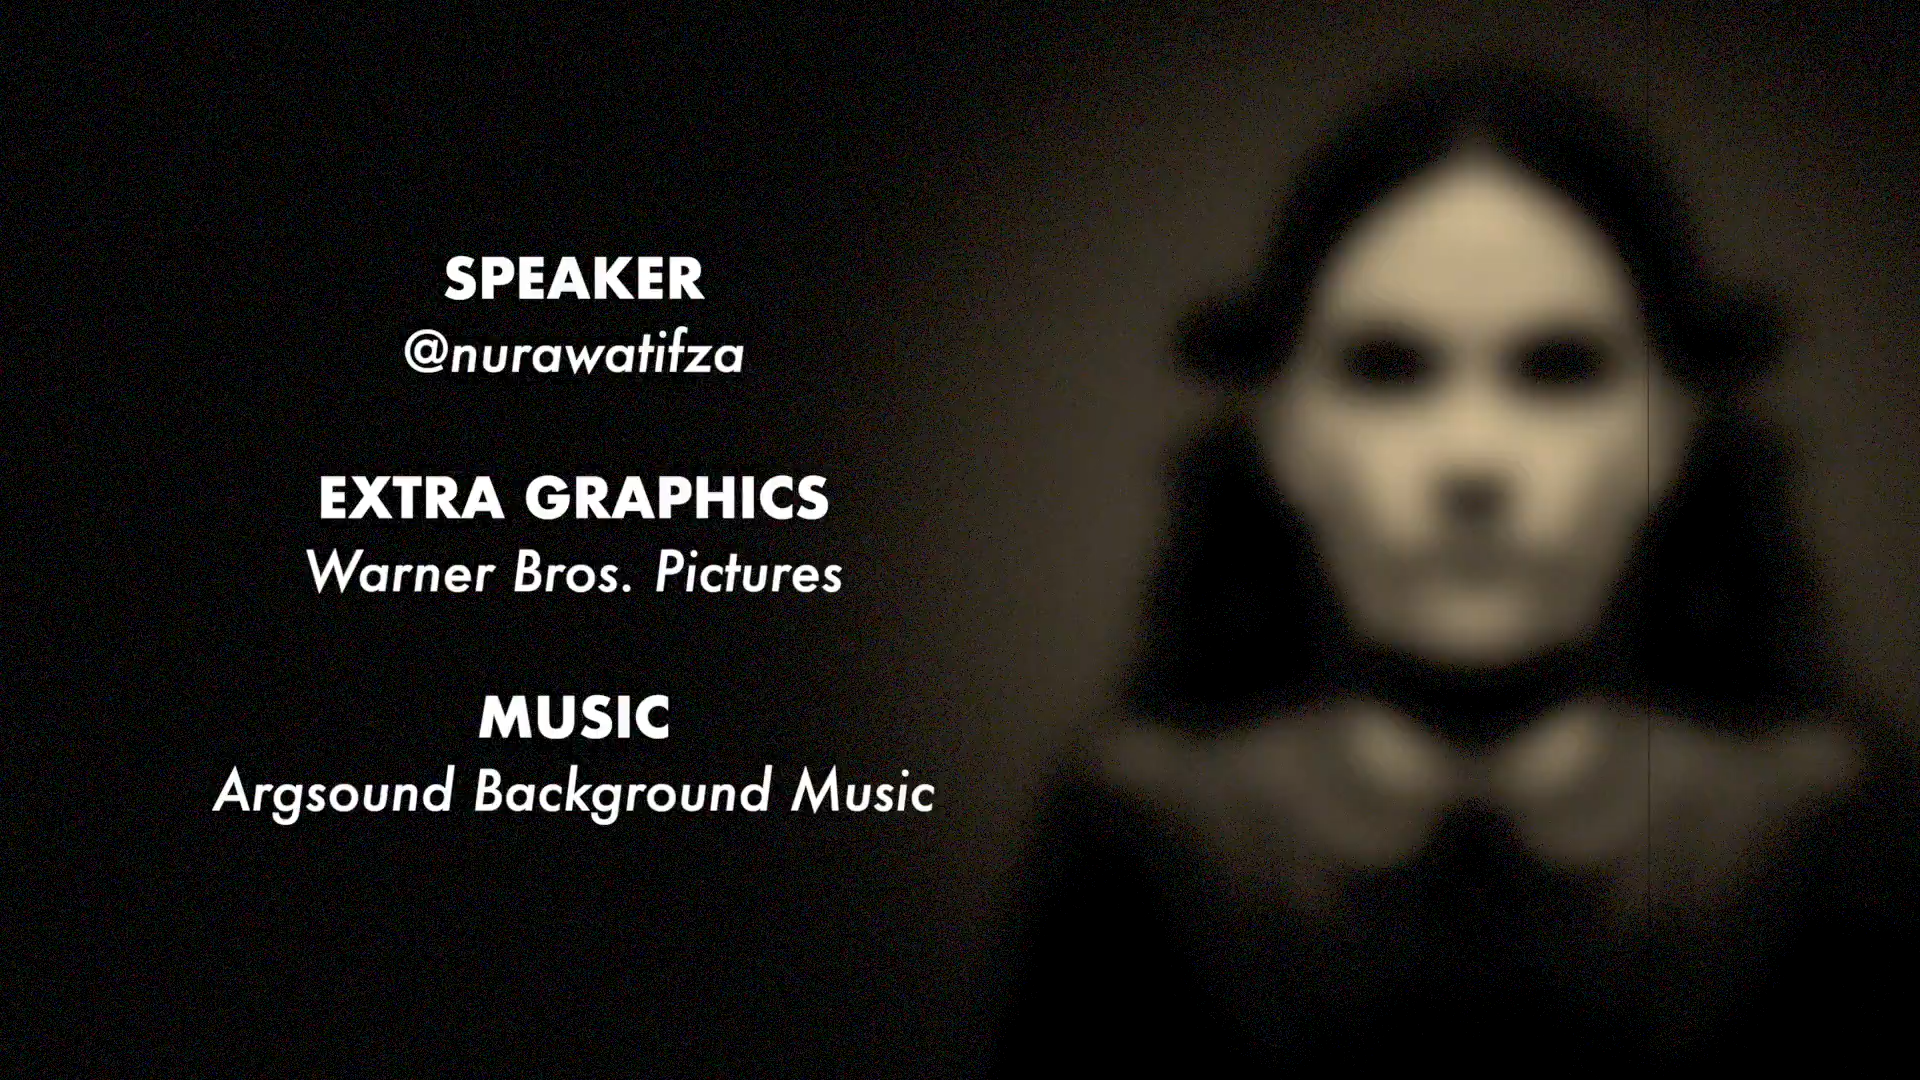 SPEAKER
@nurawatifza
EXTRA GRAPHICS
Warner Bros. Pictures
MUSIC
Argsound Background Music